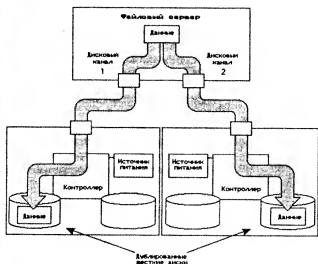 Файловый сервер
Данные
Дисковый
канал
1
Дисковый
канал
2
Источник
питания
Контроллер
Данные
Источник
питания
Контроллер
Данные
Дублированные
жесткие диски